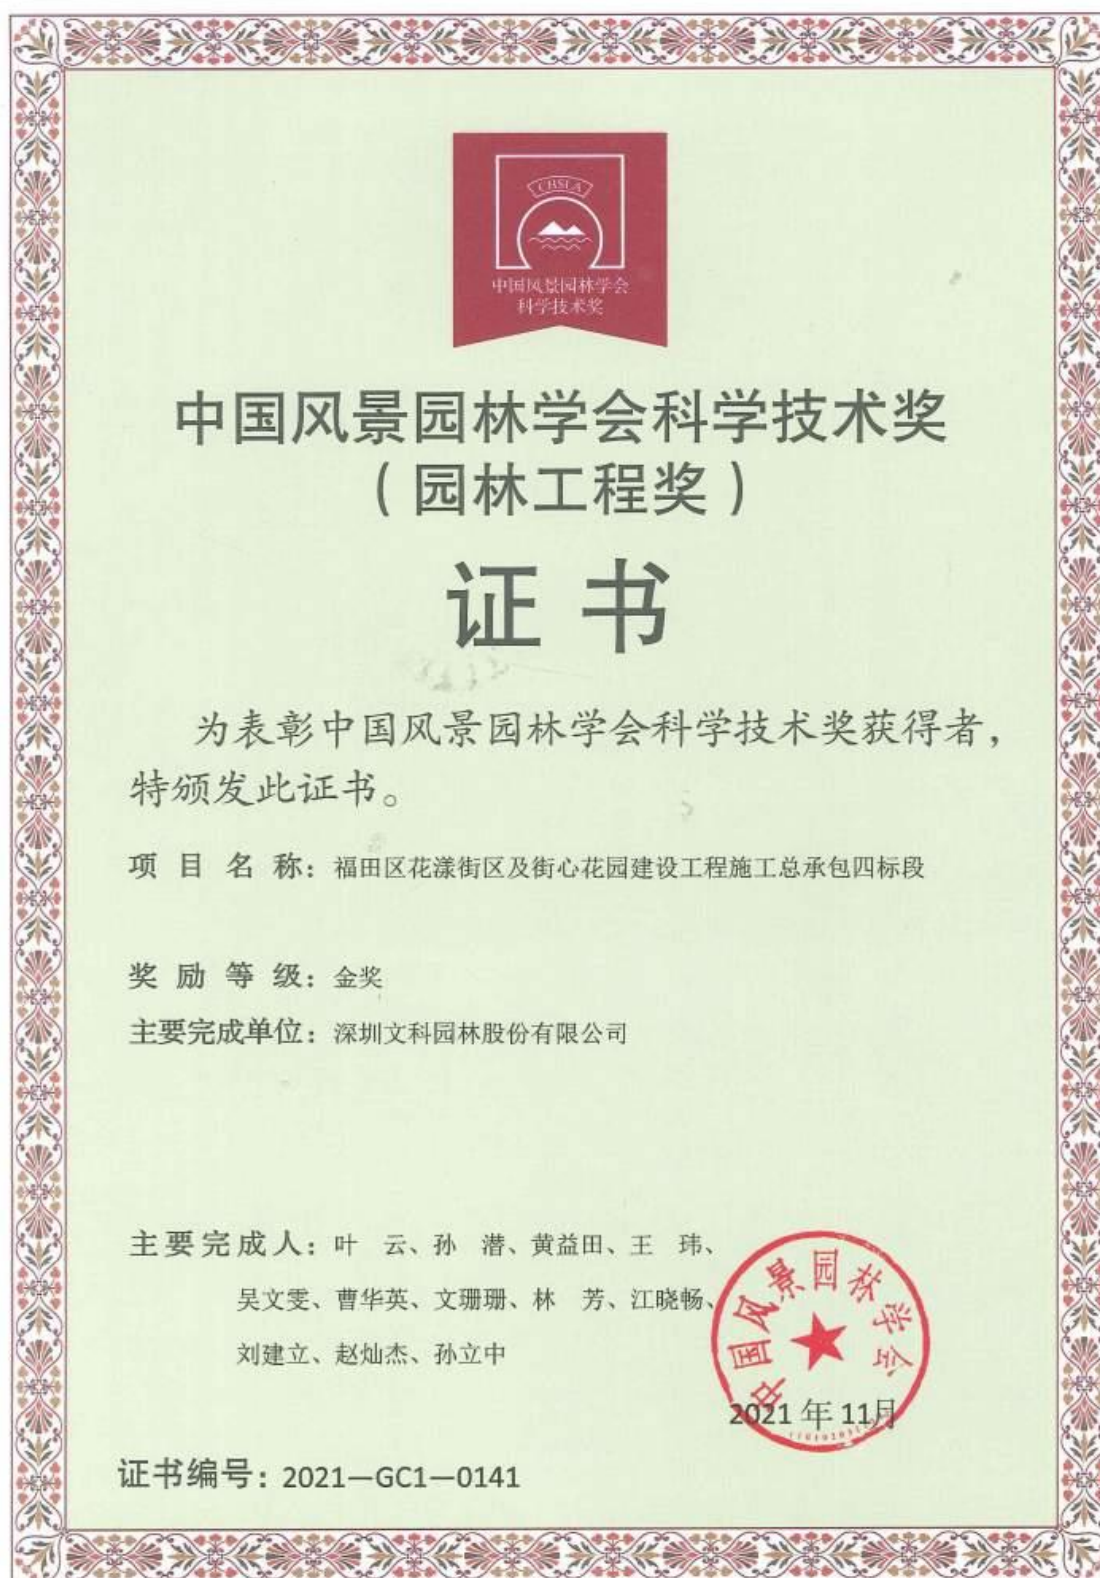 CHSLA
中国风景园林学会
科学技术奖
中国风景园林学会科学技术奖
（园林工程奖）
证书
为表彰中国风景园林学会科学技术奖获得者，
特颁发此证书。
项目名称：福田区花漾街区及街心花园建设工程施工总承包四标段
奖励等级：金奖
主要完成单位：深圳文科园林股份有限公司
主要完成人：叶　云、孙　潜、黄益田、王　玮、
吴文雯、曹华英、文珊珊、林　芳、江晓畅、
刘建立、赵灿杰、孙立中
中国风景园林学会
2021 年 11月
证书编号：2021—GC1—0141